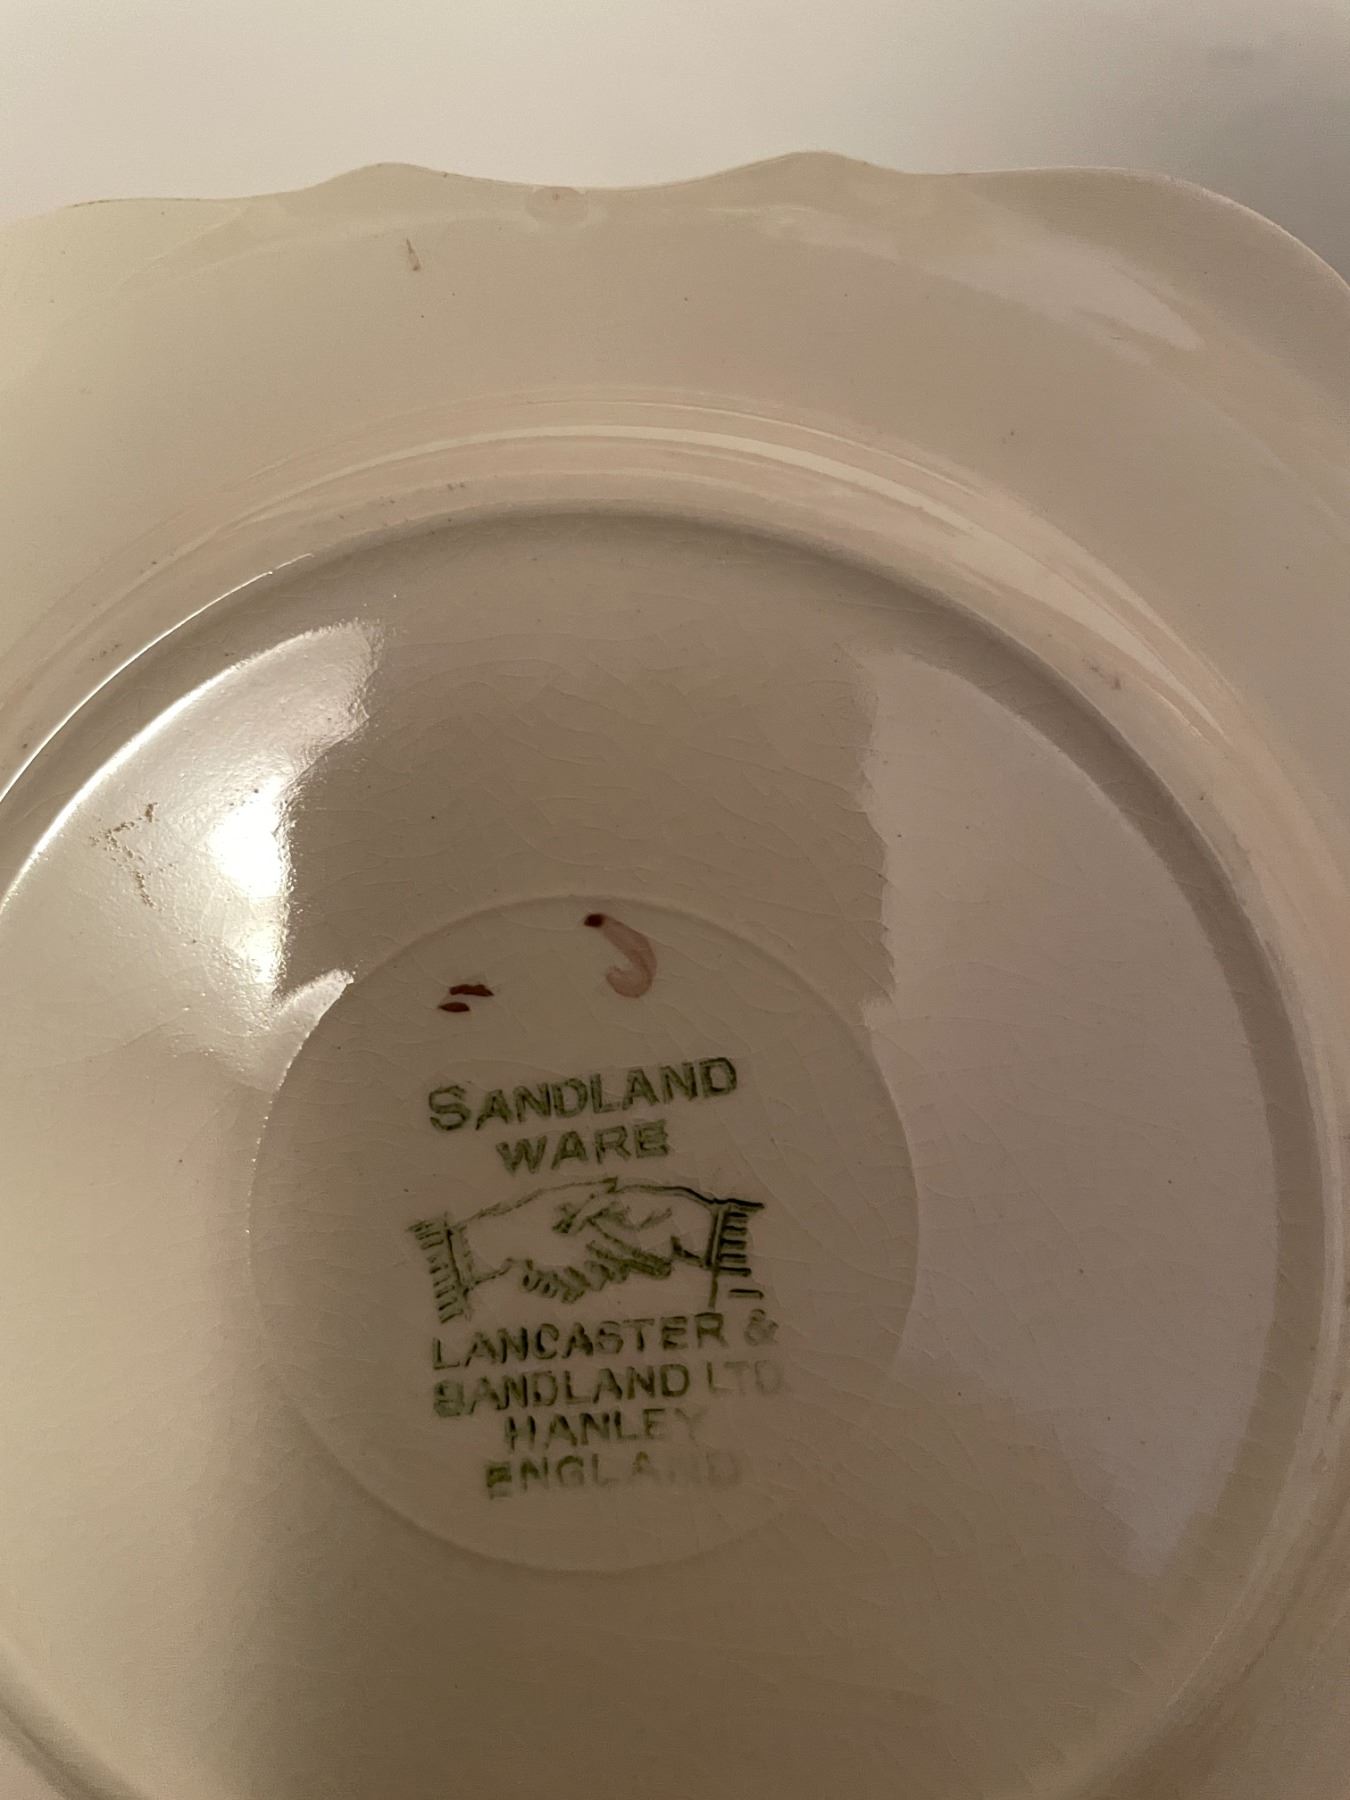 SANDLAND
WARE
LANCASTER &
SANDLAND LTD.
HANLEY
ENGLAND